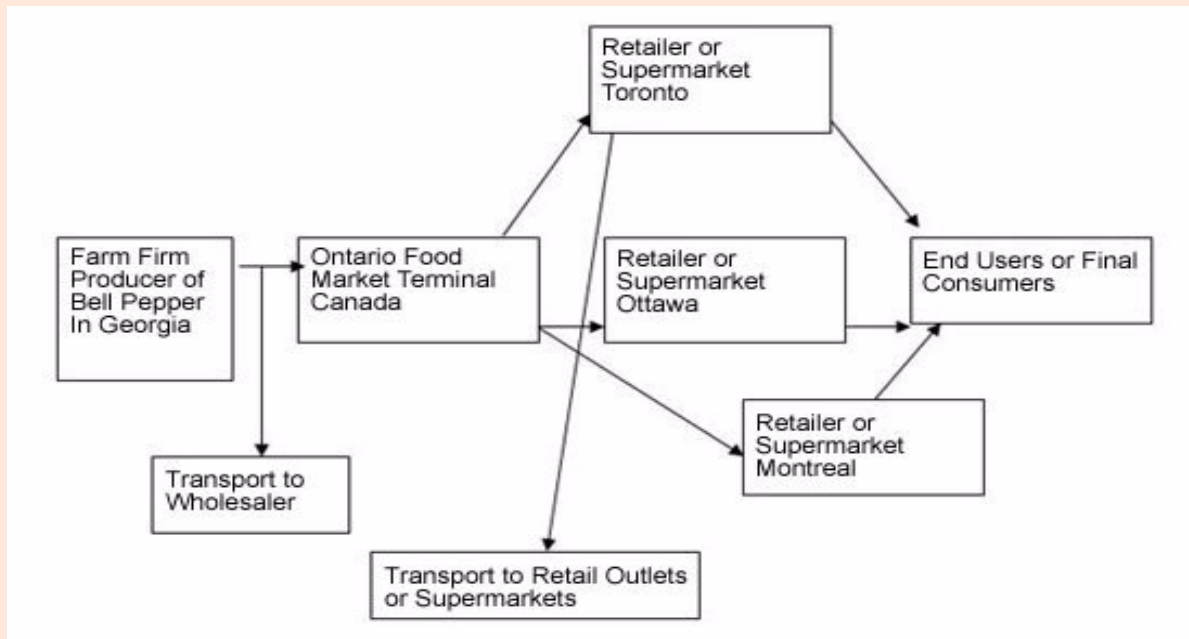 Retailer or
Supermarket
Toronto
Farm Firm
Producer of
Bell Pepper
In Georgia
Ontario Food
Market Terminal
Canada
Retailer or
Supermarket
Ottawa
End Users or Final
Consumers
Retailer or
Supermarket
Montreal
Transport to
Wholesaler
Transport to Retail Outlets
or Supermarkets